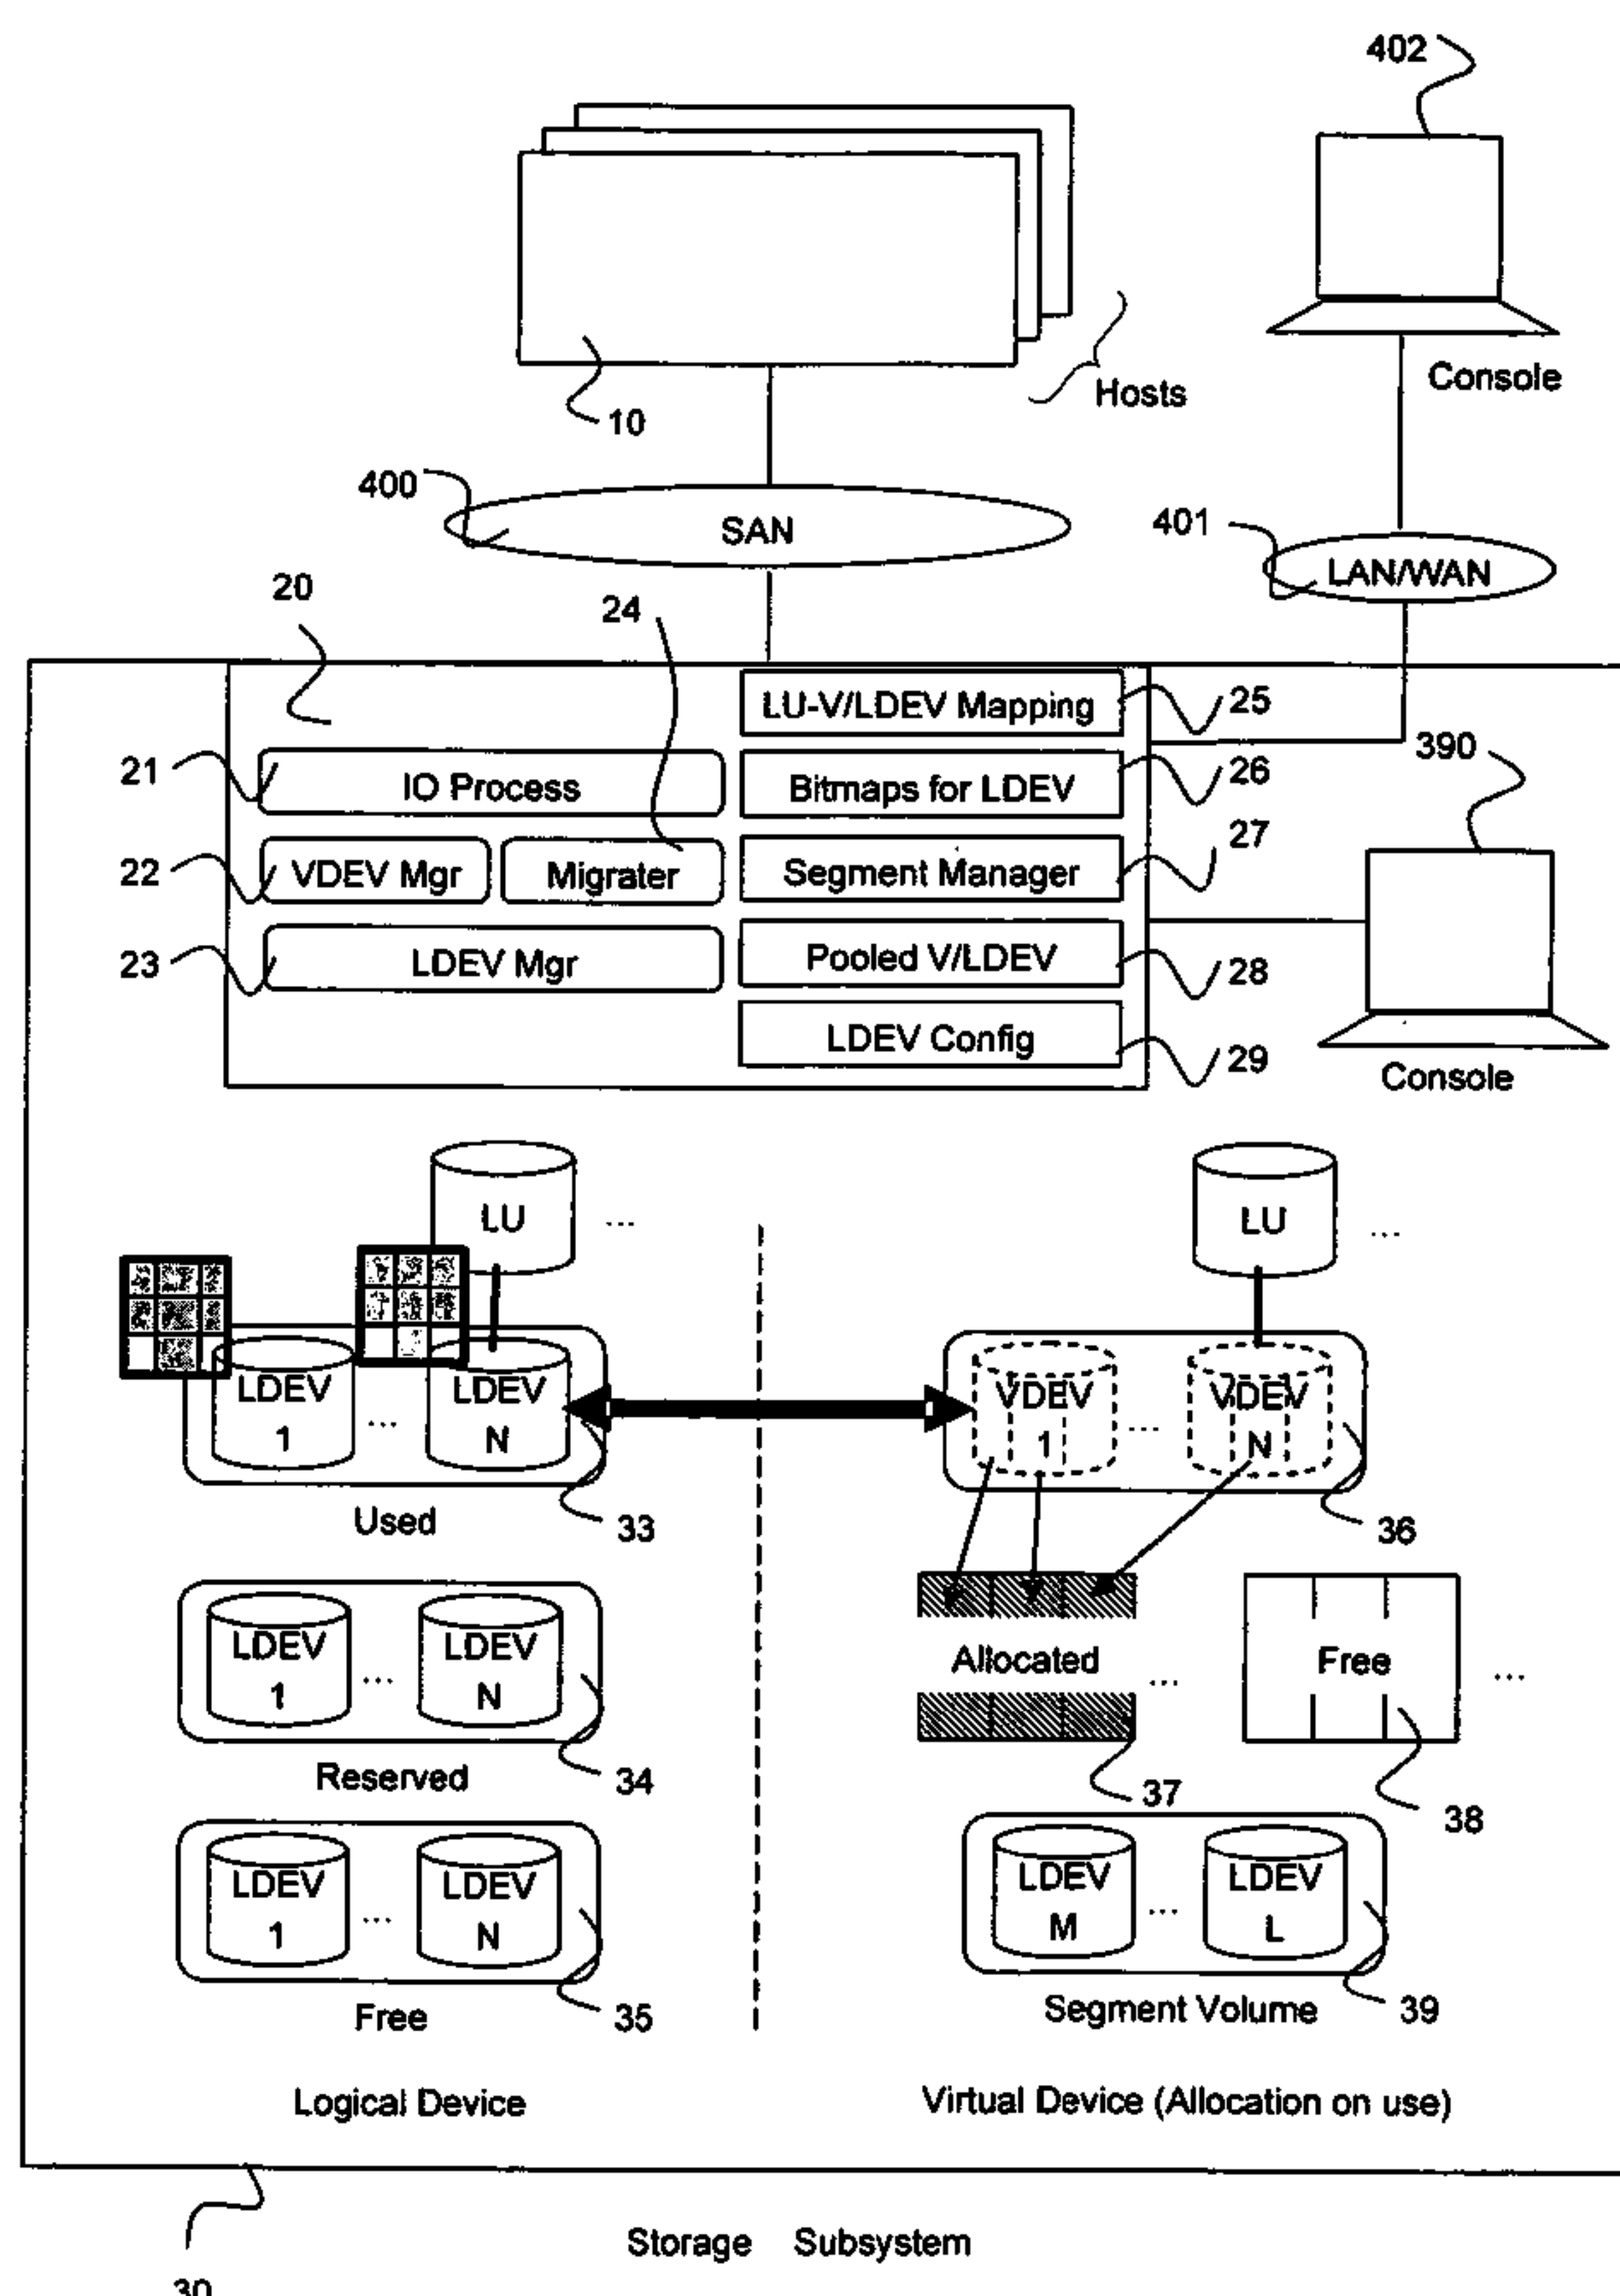 402
Hosts
10
Console
400
SAN
401
LAN/WAN
20
24
LU-V/LDEV Mapping
25
21
IO Process
Bitmaps for LDEV
26
390
22
VDEV Mgr
Migrater
Segment Manager
27
23
LDEV Mgr
Pooled V/LDEV
28
LDEV Config
29
Console
LU
...
LU
...
LDEV
1
...
LDEV
N
VDEV
1
...
VDEV
N
Used
33
36
LDEV
1
...
LDEV
N
Allocated
...
Free
...
Reserved
34
37
38
LDEV
1
...
LDEV
N
LDEV
M
...
LDEV
L
Free
35
Segment Volume
39
Logical Device
Virtual Device (Allocation on use)
Storage Subsystem
30